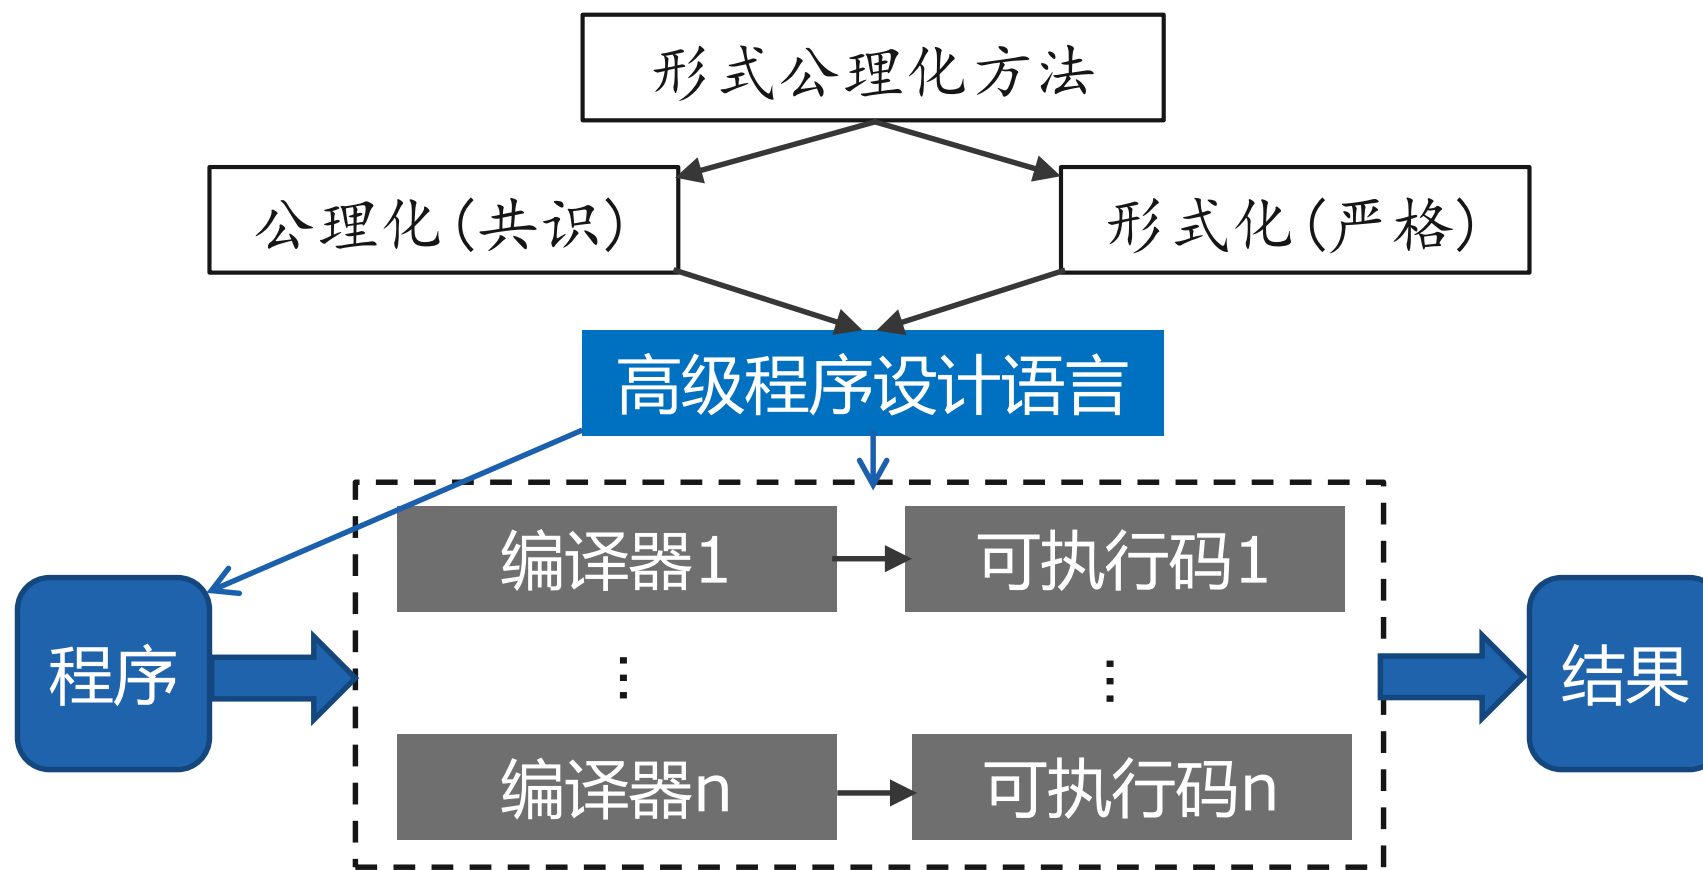 形式公理化方法
公理化(共识)
形式化(严格)
高级程序设计语言
编译器1
可执行码1
程序
⋮
⋮
结果
编译器n
可执行码n